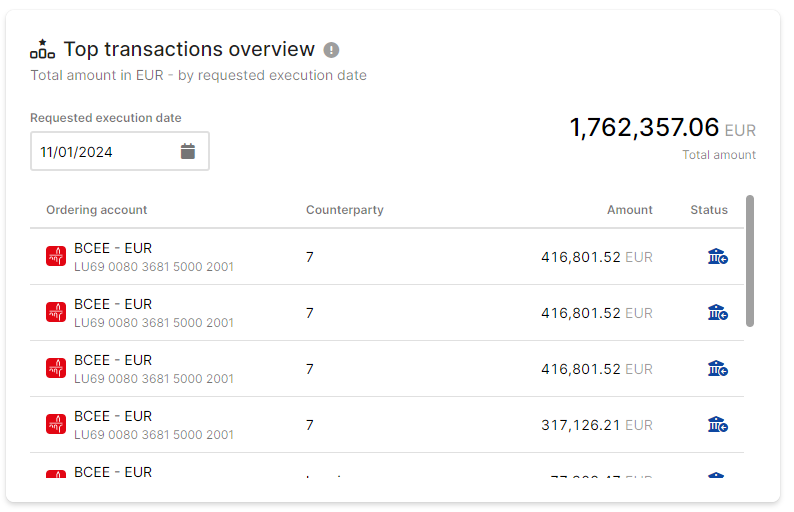 Top transactions overview
Total amount in EUR - by requested execution date
Requested execution date
11/01/2024
1,762,357.06 EUR
Total amount
Ordering account Counterparty Amount Status
BCEE - EUR
LU69 0080 3681 5000 2001
7
416,801.52 EUR
BCEE - EUR
LU69 0080 3681 5000 2001
7
416,801.52 EUR
BCEE - EUR
LU69 0080 3681 5000 2001
7
416,801.52 EUR
BCEE - EUR
LU69 0080 3681 5000 2001
7
317,126.21 EUR
BCEE - EUR